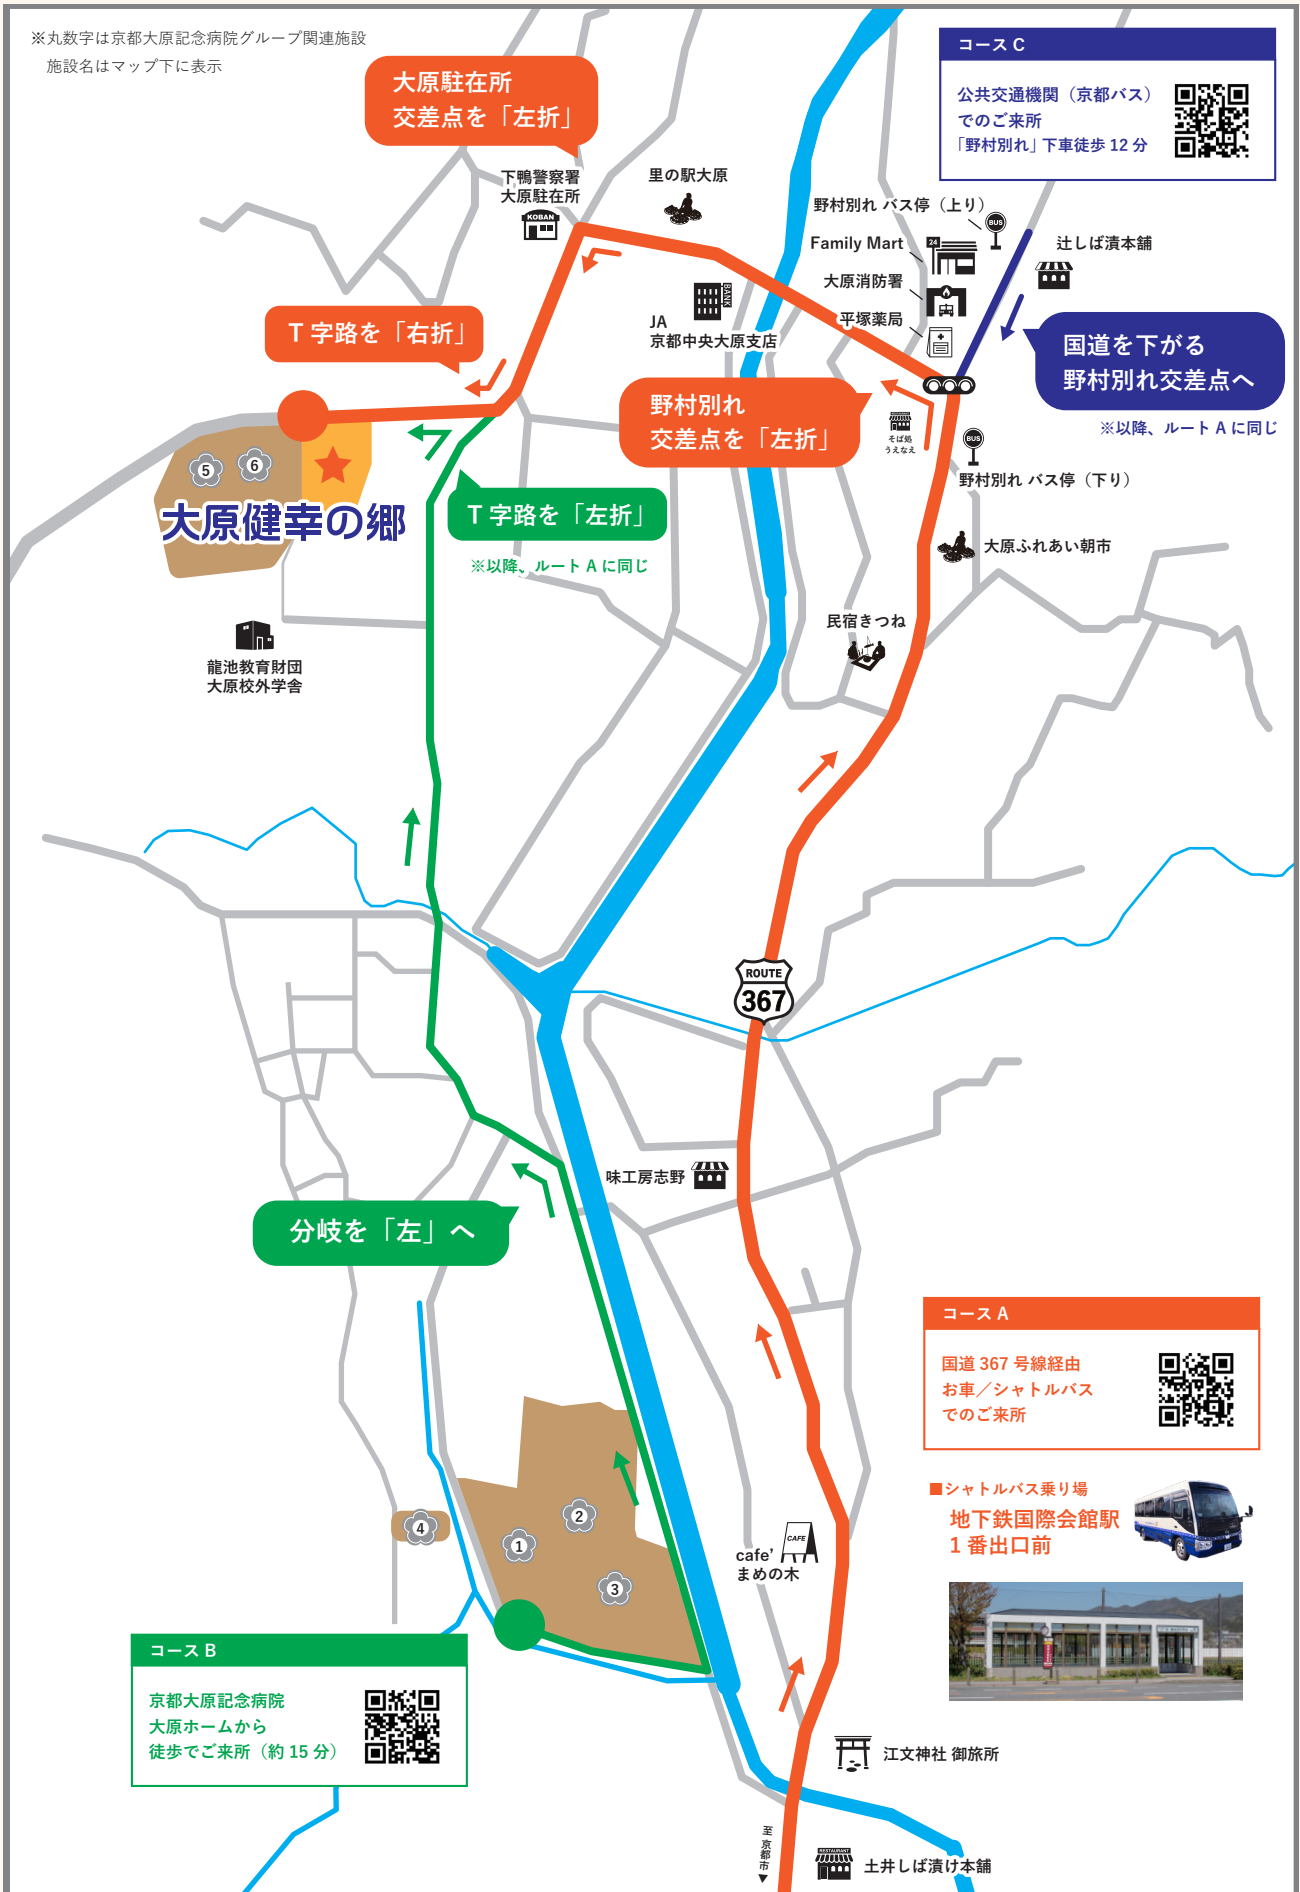 ※丸数字は京都大原記念病院グループ関連施設
施設名はマップ下に表示
コース C
公共交通機関（京都バス）
でのご来所
「野村別れ」下車徒歩 12 分
大原駐在所
交差点を「左折」
下鴨警察署
大原駐在所
KOBAN
里の駅大原
野村別れ バス停（上り）
BUS
Family Mart
24
辻しば漬本舗
大原消防署
平塚薬局
BANK
JA
京都中央大原支店
T 字路を「右折」
国道を下がる
野村別れ交差点へ
※以降、ルート A に同じ
野村別れ
交差点を「左折」
そば処
うえなえ
BUS
野村別れ バス停（下り）
5
6
大原健幸の郷
T 字路を「左折」
※以降、ルート A に同じ
大原ふれあい朝市
民宿きつね
龍池教育財団
大原校外学舎
ROUTE
367
味工房志野
分岐を「左」へ
コース A
国道 367 号線経由
お車／シャトルバス
でのご来所
■シャトルバス乗り場
地下鉄国際会館駅
1 番出口前
CAFE
cafe’
まめの木
4
2
1
3
コース B
京都大原記念病院
大原ホームから
徒歩でご来所（約 15 分）
江文神社 御旅所
至 京都市▼
RESTAURANT
土井しば漬け本舗